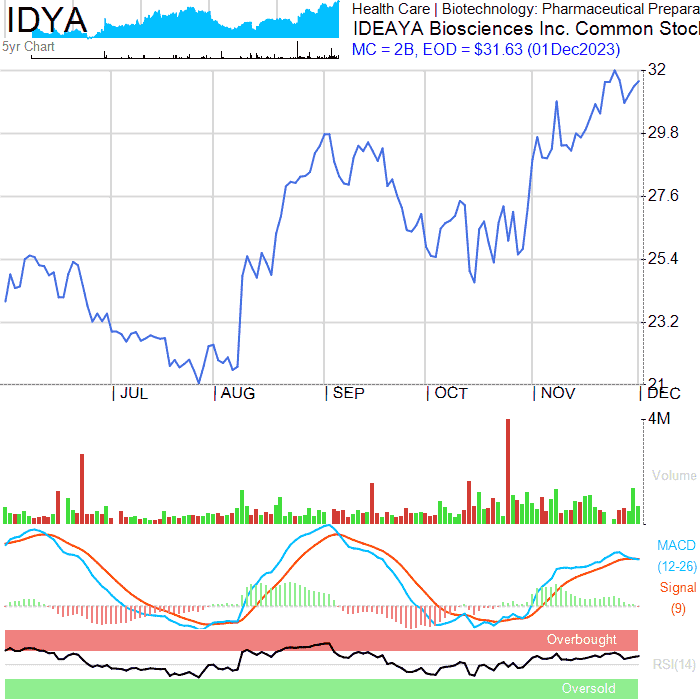 IDYA
Health Care | Biotechnology: Pharmaceutical Prepara
IDEAYA Biosciences Inc. Common Stoc
MC = 2B, EOD = $31.63 (01Dec2023)
5yr Chart
32
29.8
27.6
25.4
23.2
21
JUL AUG SEP OCT NOV DEC
4M
Volume
MACD
(12-26)
Signal
(9)
Overbought
RSI(14)
Oversold